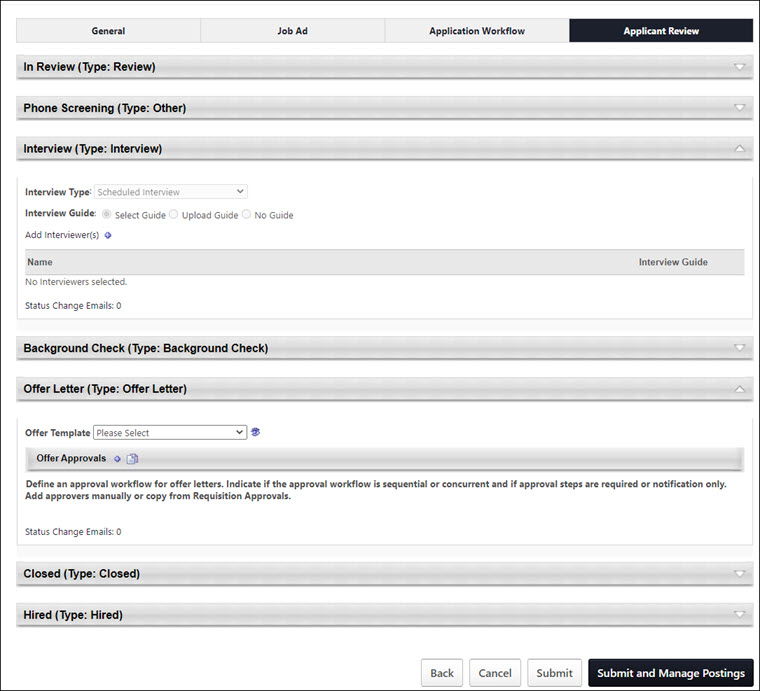 General
Job Ad
Application Workflow
Applicant Review
In Review (Type: Review)
Phone Screening (Type: Other)
Interview (Type: Interview)
Interview Type: Scheduled Interview
Interview Guide: Select Guide Upload Guide No Guide
Add Interviewer(s)
Name Interview Guide
No Interviewers selected.
Status Change Emails: 0
Background Check (Type: Background Check)
Offer Letter (Type: Offer Letter)
Offer Template Please Select
Offer Approvals
Define an approval workflow for offer letters. Indicate if the approval workflow is sequential or concurrent and if approval steps are required or notification only.
Add approvers manually or copy from Requisition Approvals.
Status Change Emails: 0
Closed (Type: Closed)
Hired (Type: Hired)
Back Cancel Submit Submit and Manage Postings